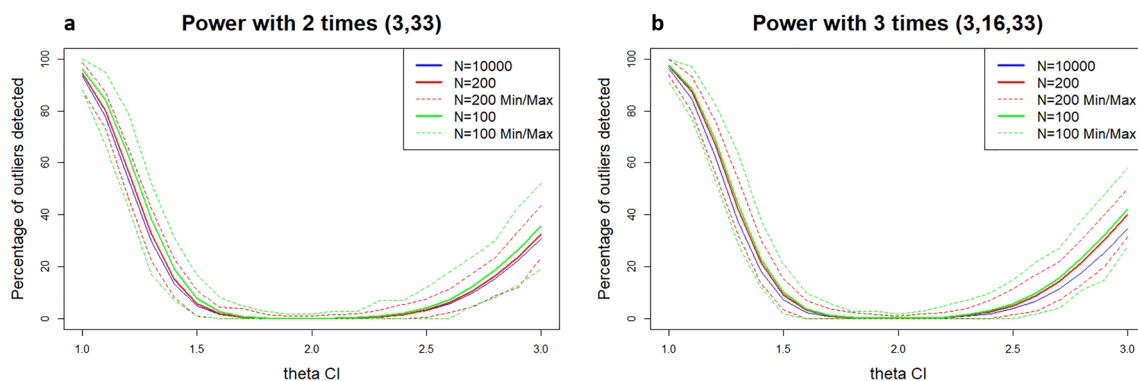 a
Power with 2 times (3,33)
Percentage of outliers detected
100
80
60
40
20
0
N=10000
N=200
N=200 Min/Max
N=100
N=100 Min/Max
1.0
1.5
2.0
2.5
3.0
theta CI
b
Power with 3 times (3,16,33)
Percentage of outliers detected
100
80
60
40
20
0
N=10000
N=200
N=200 Min/Max
N=100
N=100 Min/Max
1.0
1.5
2.0
2.5
3.0
theta CI